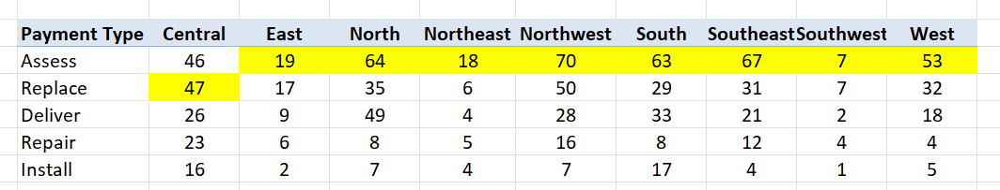 Payment Type Central East North Northeast Northwest South Southeast Southwest West
Assess 46 19 64 18 70 63 67 7 53
Replace 47 17 35 6 50 29 31 7 32
Deliver 26 9 49 4 28 33 21 2 18
Repair 23 6 8 5 16 8 12 4 4
Install 16 2 7 4 7 17 4 1 5